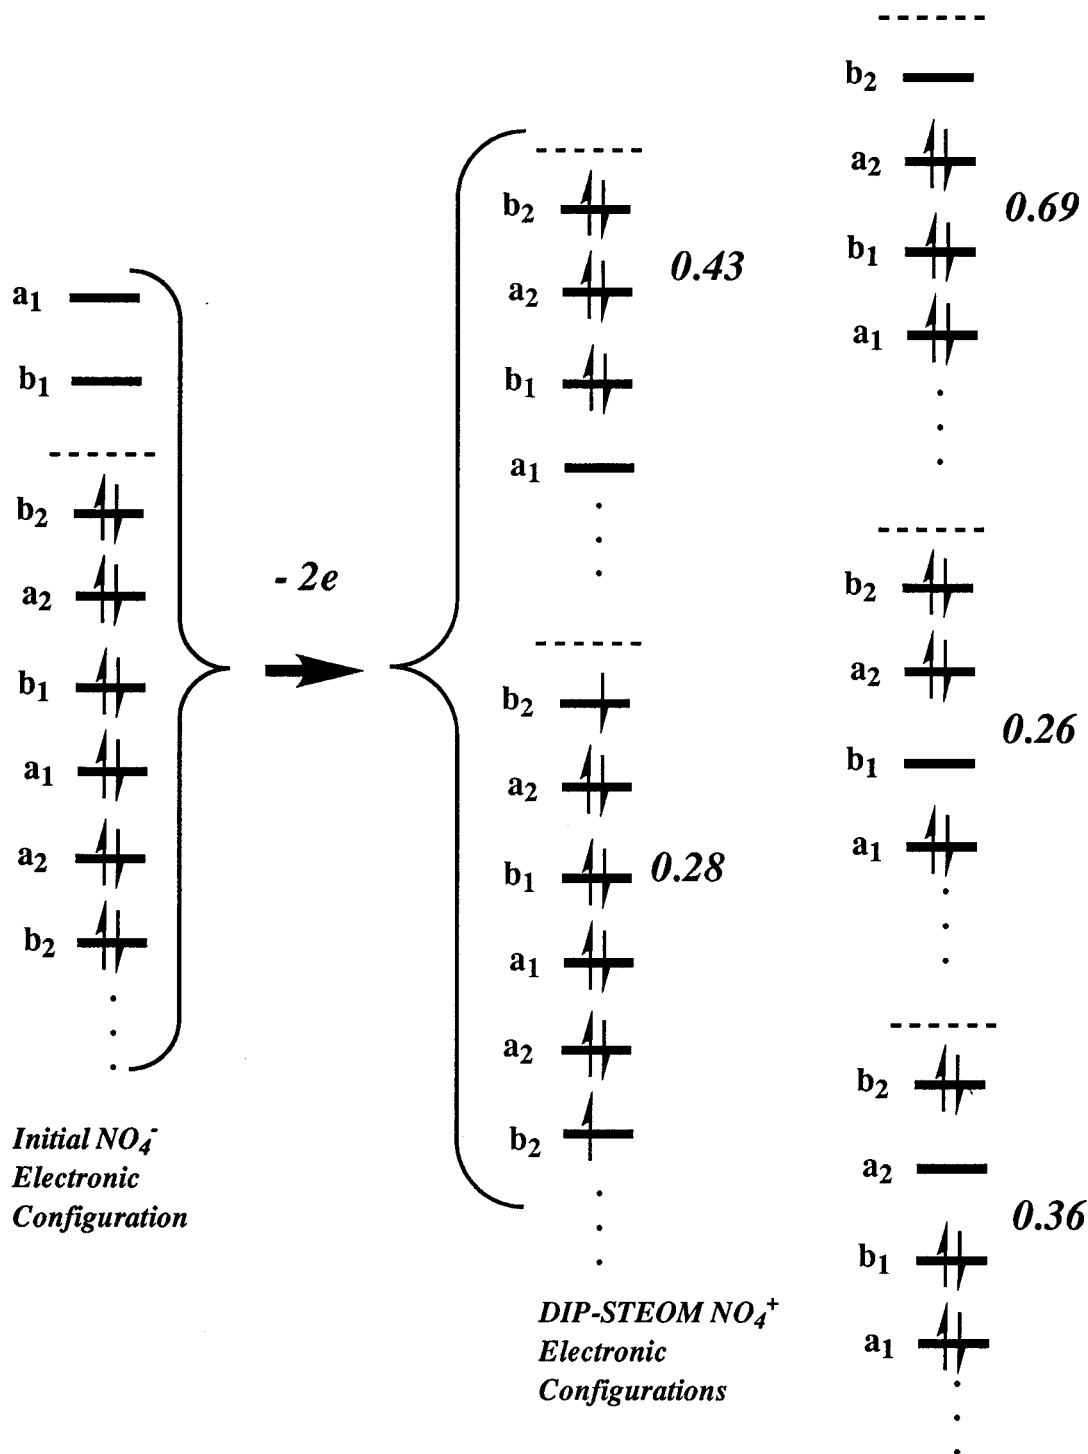 a1
b1
b2
a2
b1
a1
a2
b2
Initial NO4-
Electronic
Configuration
- 2e
b2
a2
0.43
b1
a1
b2
a2
b1
0.28
a1
a2
b2
DIP-STEOM NO4+
Electronic
Configurations
b2
a2
0.69
b1
a1
b2
a2
0.26
b1
a1
b2
a2
0.36
b1
a1